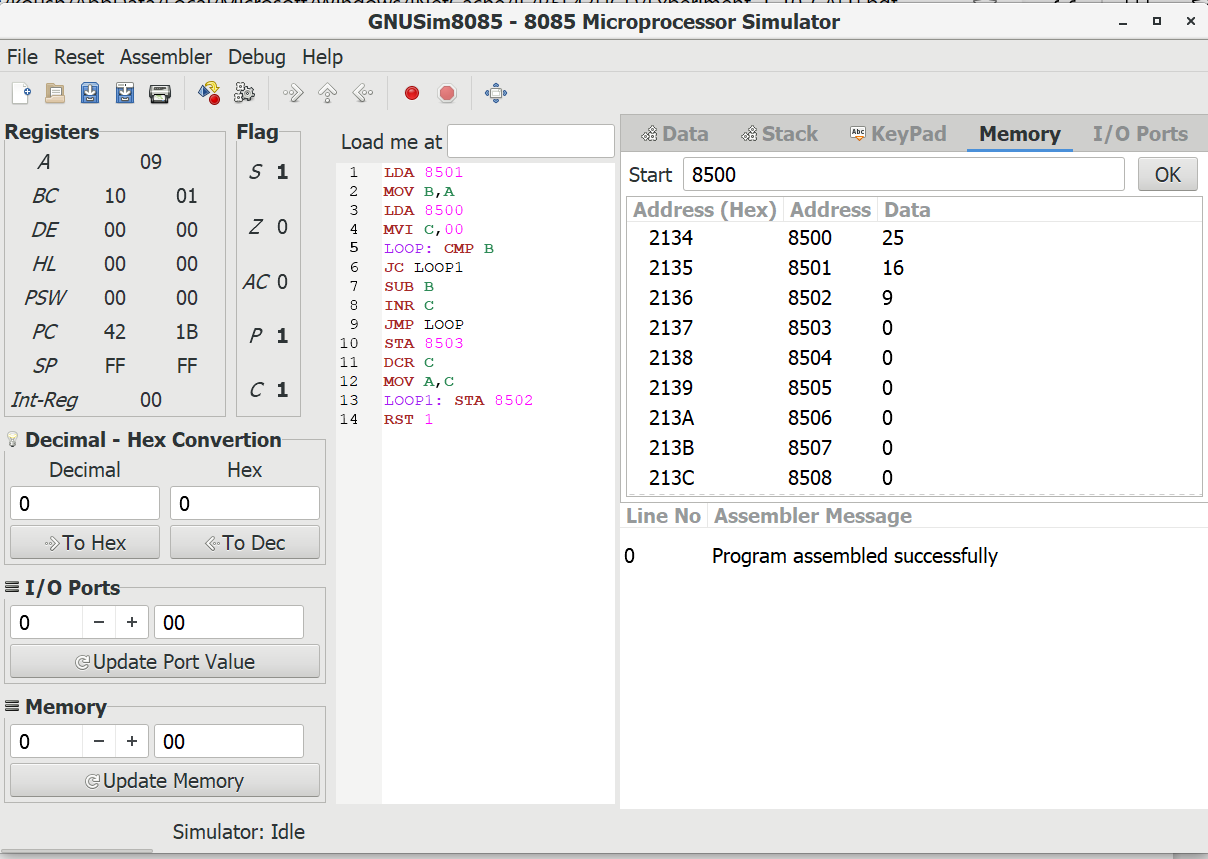 GNUSim8085 - 8085 Microprocessor Simulator
File Reset Assembler Debug Help
Registers
A 09
BC 10 01
DE 00 00
HL 00 00
PSW 00 00
PC 42 1B
SP FF FF
Int-Reg 00
Flag
S 1
Z 0
AC 0
P 1
C 1
Decimal - Hex Convertion
Decimal Hex
0 0
To Hex To Dec
I/O Ports
0 − + 00
Update Port Value
Memory
0 − + 00
Update Memory
Simulator: Idle
Load me at
1 LDA 8501
2 MOV B,A
3 LDA 8500
4 MVI C,00
5 LOOP: CMP B
6 JC LOOP1
7 SUB B
8 INR C
9 JMP LOOP
10 STA 8503
11 DCR C
12 MOV A,C
13 LOOP1: STA 8502
14 RST 1
Data Stack KeyPad Memory I/O Ports
Start 8500 OK
Address (Hex) Address Data
2134 8500 25
2135 8501 16
2136 8502 9
2137 8503 0
2138 8504 0
2139 8505 0
213A 8506 0
213B 8507 0
213C 8508 0
Line No Assembler Message
0 Program assembled successfully